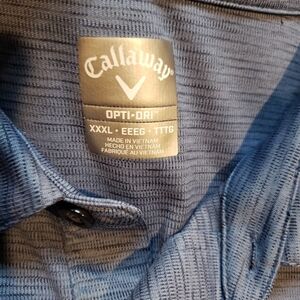 Callaway
OPTI-DRI
XXXL • EEEG • TTTG
MADE IN VIETNAM
HECHO EN VIETNAM
FABRIQUÉ AU VIETNAM